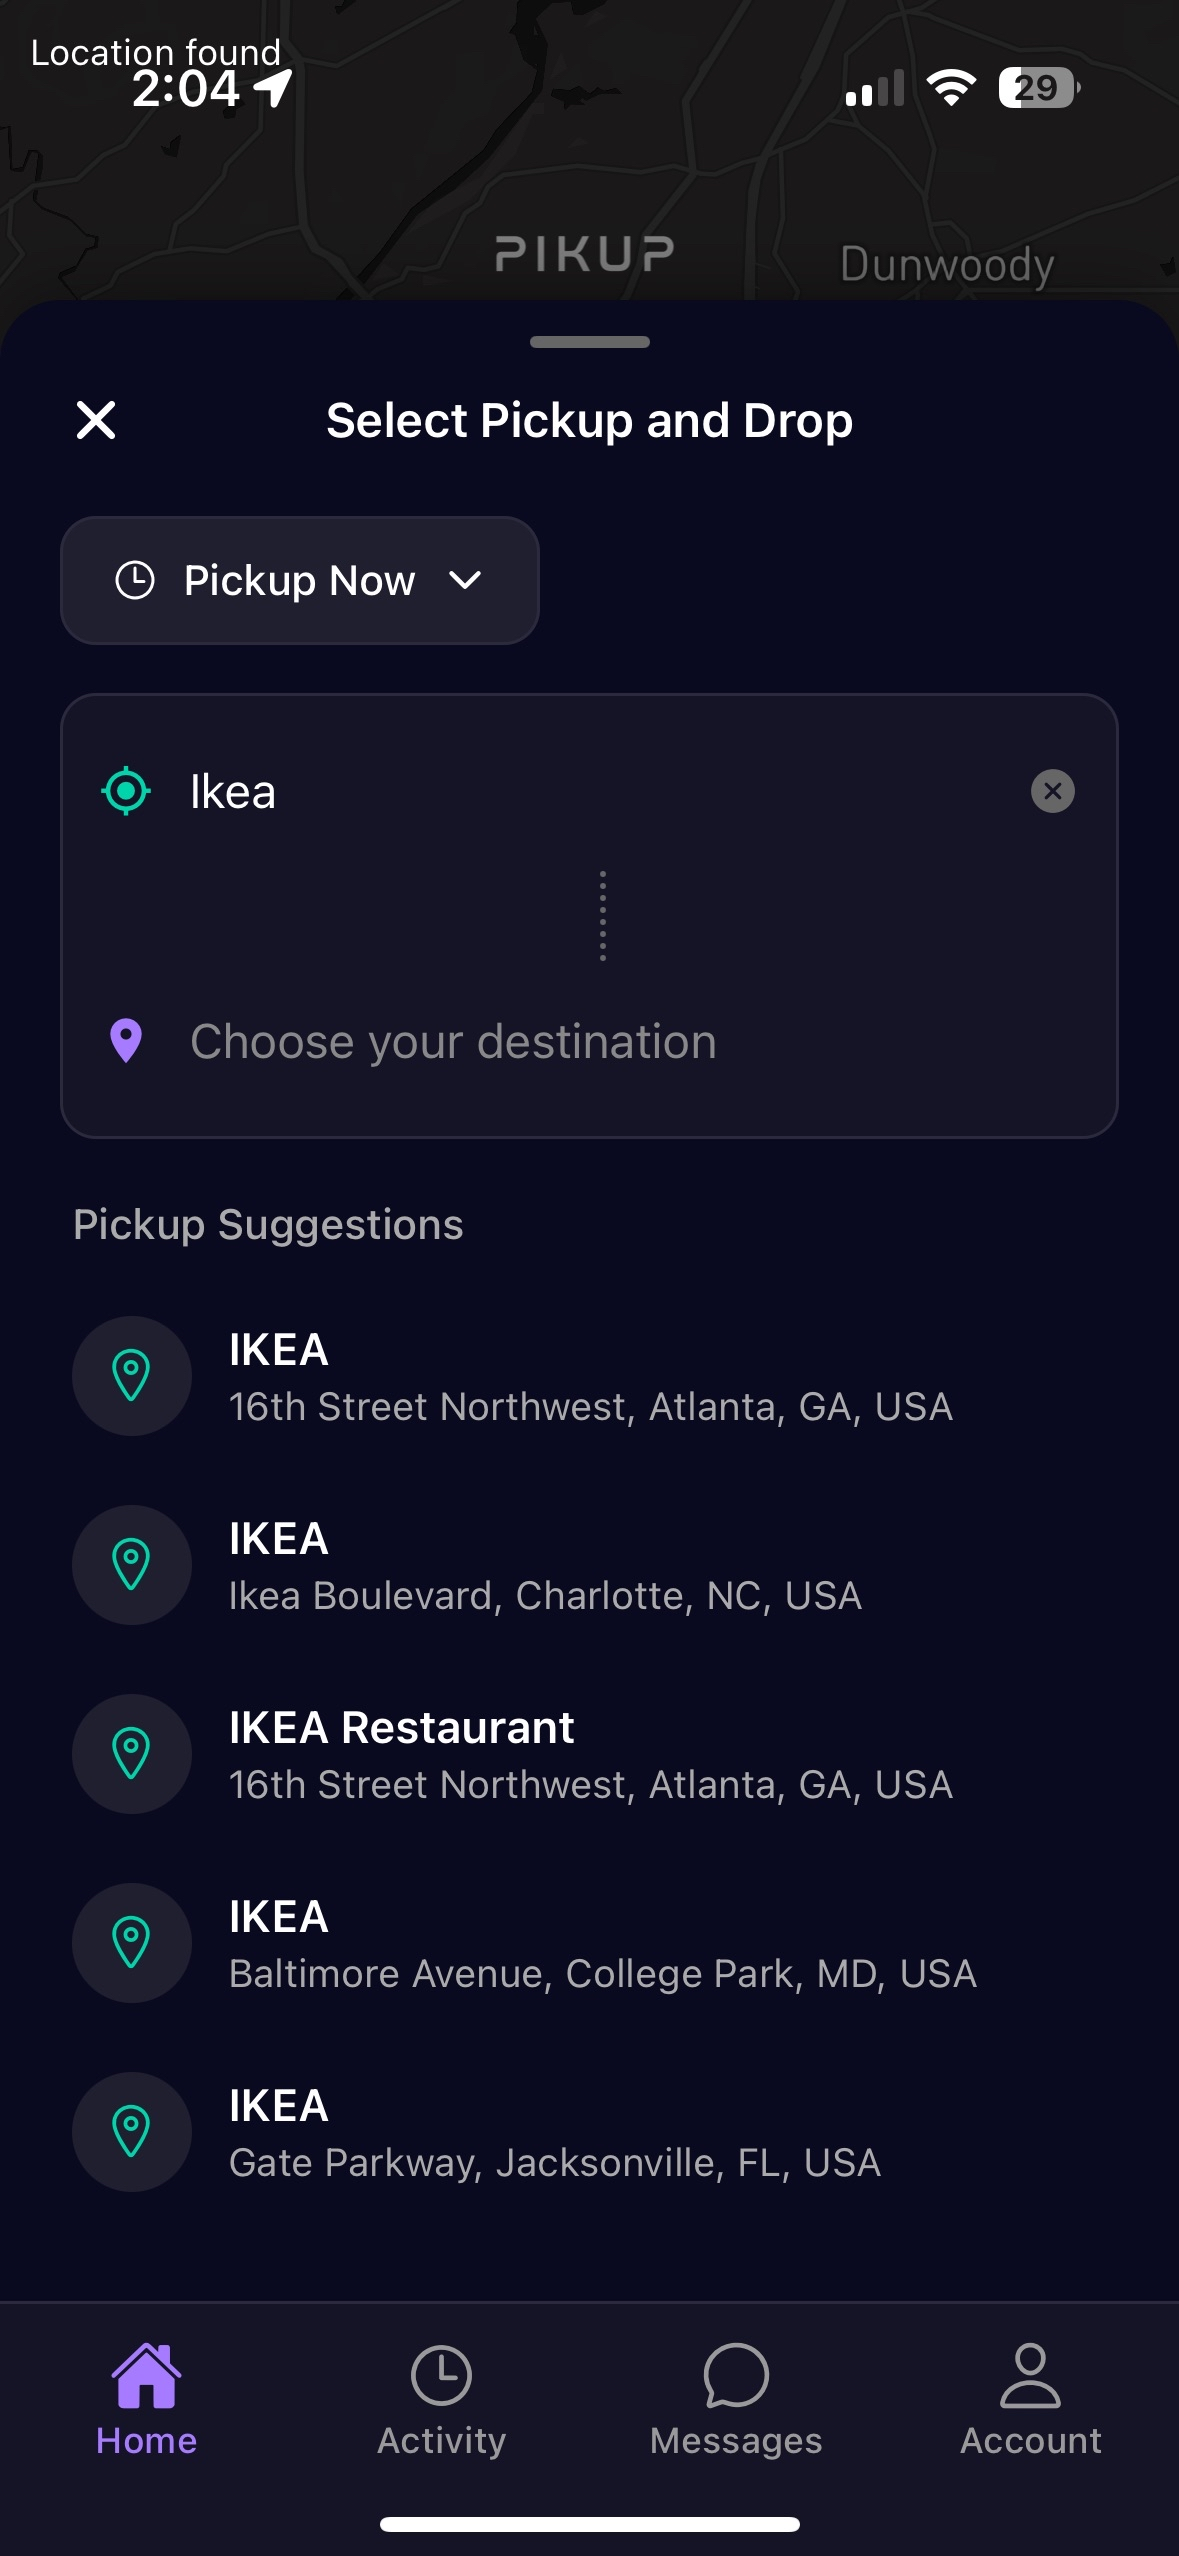 Location found
2:04
29
PIKUP
Dunwoody
Select Pickup and Drop
Pickup Now
Ikea
Choose your destination
Pickup Suggestions
IKEA
16th Street Northwest, Atlanta, GA, USA
IKEA
Ikea Boulevard, Charlotte, NC, USA
IKEA Restaurant
16th Street Northwest, Atlanta, GA, USA
IKEA
Baltimore Avenue, College Park, MD, USA
IKEA
Gate Parkway, Jacksonville, FL, USA
Home
Activity
Messages
Account